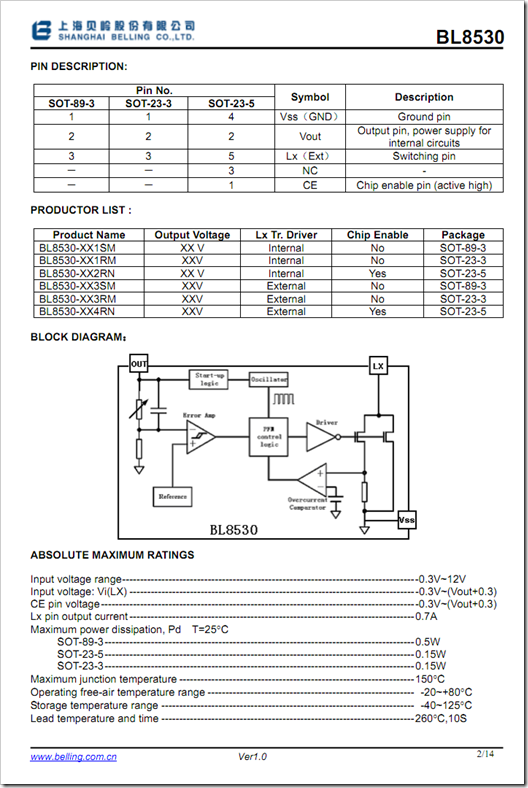 上海贝岭股份有限公司
SHANGHAI BELLING CO.,LTD.
BL8530
PIN DESCRIPTION:
Pin No. Symbol Description
SOT-89-3 SOT-23-3 SOT-23-5
1 1 4 Vss（GND） Ground pin
2 2 2 Vout Output pin, power supply for internal circuits
3 3 5 Lx（Ext） Switching pin
－ － 3 NC -
－ － 1 CE Chip enable pin (active high)
PRODUCTOR LIST :
Product Name Output Voltage Lx Tr. Driver Chip Enable Package
BL8530-XX1SM XX V Internal No SOT-89-3
BL8530-XX1RM XXV Internal No SOT-23-3
BL8530-XX2RN XX V Internal Yes SOT-23-5
BL8530-XX3SM XXV External No SOT-89-3
BL8530-XX3RM XXV External No SOT-23-3
BL8530-XX4RN XXV External Yes SOT-23-5
BLOCK DIAGRAM：
OUT
LX
Start-up logic
Oscillator
Error Amp
PFM control logic
Driver
Reference
Overcurrent Comparator
Vss
BL8530
ABSOLUTE MAXIMUM RATINGS
Input voltage range------------------------------------------------0.3V~12V
Input voltage: Vi(LX) ------------------------------------------------0.3V~(Vout+0.3)
CE pin voltage------------------------------------------------0.3V~(Vout+0.3)
Lx pin output current------------------------------------------------0.7A
Maximum power dissipation, Pd T=25°C
SOT-89-3------------------------------------------------0.5W
SOT-23-5------------------------------------------------0.15W
SOT-23-3------------------------------------------------0.15W
Maximum junction temperature ------------------------------------------------150°C
Operating free-air temperature range ------------------------------------------------ -20~+80°C
Storage temperature range ------------------------------------------------ -40~125°C
Lead temperature and time ------------------------------------------------260°C,10S
www.belling.com.cn Ver1.0 2/14